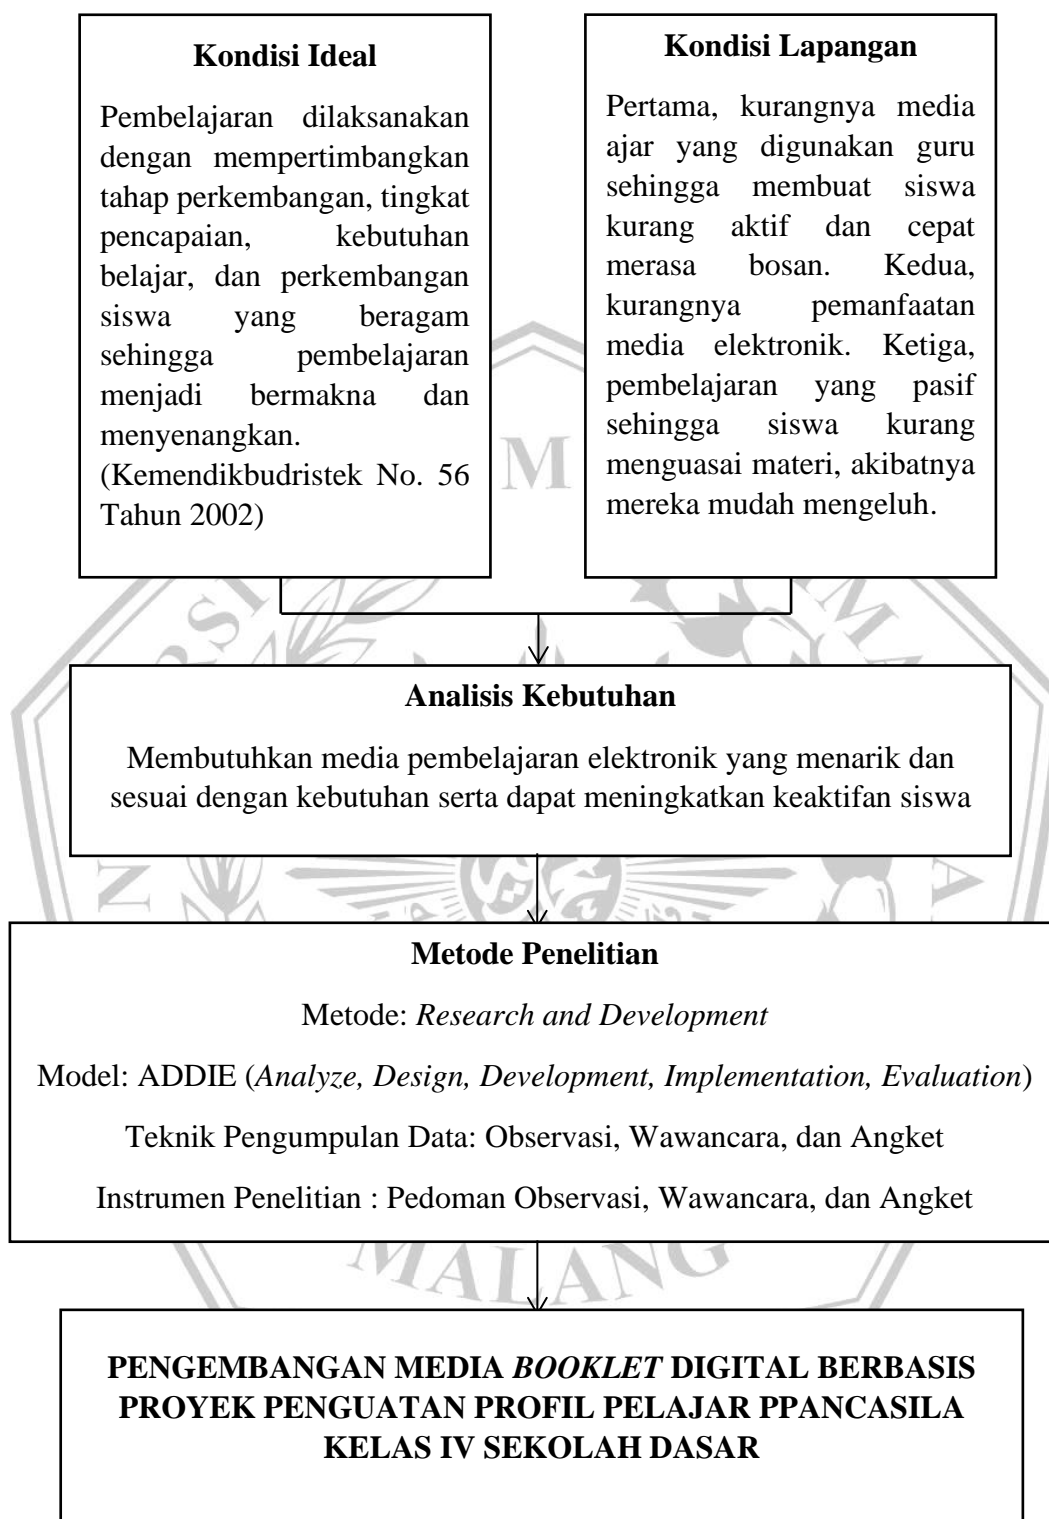 Kondisi Ideal
Pembelajaran dilaksanakan
dengan mempertimbangkan
tahap perkembangan, tingkat
pencapaian, kebutuhan
belajar, dan perkembangan
siswa yang beragam
sehingga pembelajaran
menjadi bermakna dan
menyenangkan.
(Kemendikbudristek No. 56
Tahun 2002)
Kondisi Lapangan
Pertama, kurangnya media
ajar yang digunakan guru
sehingga membuat siswa
kurang aktif dan cepat
merasa bosan. Kedua,
kurangnya pemanfaatan
media elektronik. Ketiga,
pembelajaran yang pasif
sehingga siswa kurang
menguasai materi, akibatnya
mereka mudah mengeluh.
Analisis Kebutuhan
Membutuhkan media pembelajaran elektronik yang menarik dan
sesuai dengan kebutuhan serta dapat meningkatkan keaktifan siswa
Metode Penelitian
Metode: Research and Development
Model: ADDIE (Analyze, Design, Development, Implementation, Evaluation)
Teknik Pengumpulan Data: Observasi, Wawancara, dan Angket
Instrumen Penelitian : Pedoman Observasi, Wawancara, dan Angket
MALANG
PENGEMBANGAN MEDIA BOOKLET DIGITAL BERBASIS
PROYEK PENGUATAN PROFIL PELAJAR PPANCASILA
KELAS IV SEKOLAH DASAR